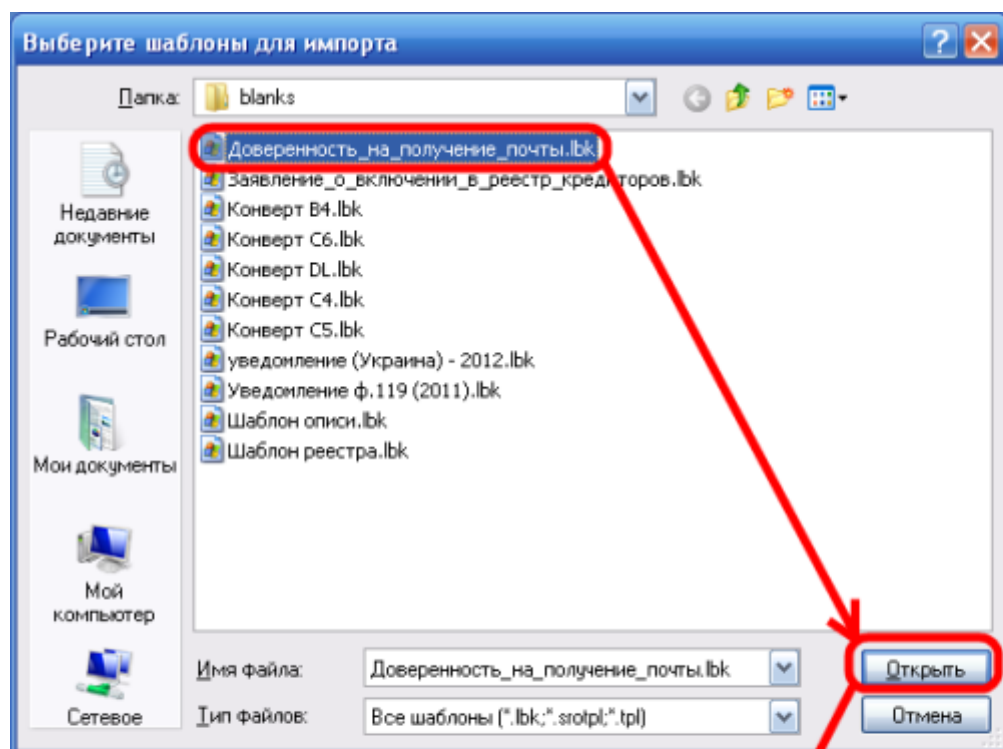 Выберите шаблоны для импорта
Папка:
blanks
Доверенность_на_получение_почты.lbk
Заявление_о_включении_в_реестр_кредиторов.lbk
Конверт B4.lbk
Конверт C6.lbk
Конверт DL.lbk
Конверт C4.lbk
Конверт C5.lbk
уведомление (Украина) - 2012.lbk
Уведомление ф.119 (2011).lbk
Шаблон описи.lbk
Шаблон реестра.lbk
Недавние
документы
Рабочий стол
Мои документы
Мой
компьютер
Сетевое
Имя файла:
Доверенность_на_получение_почты.lbk
Открыть
Тип файлов:
Все шаблоны (*.lbk;*.srotpl;*.tpl)
Отмена